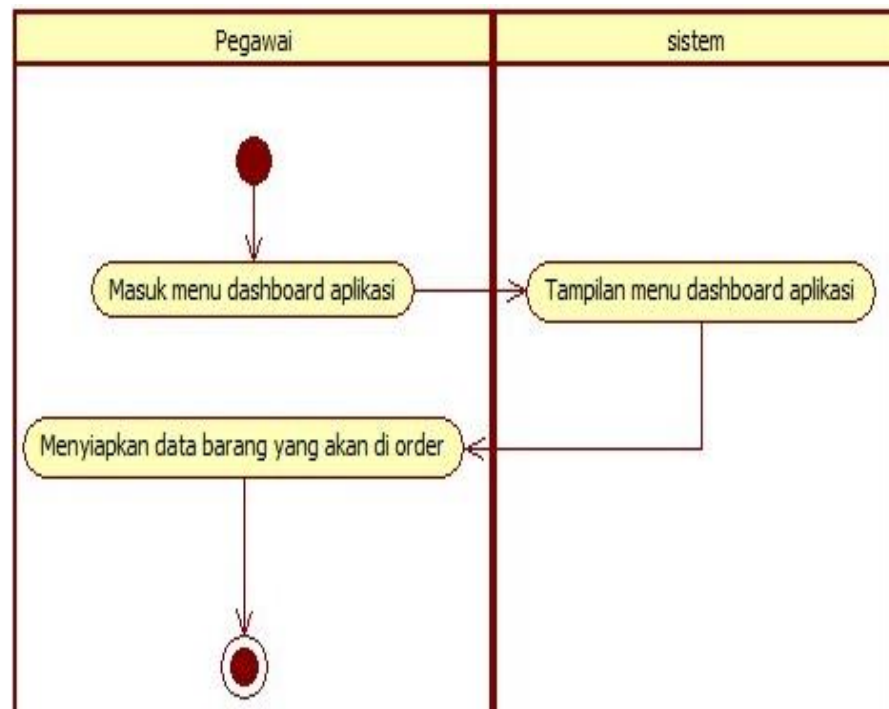 Pegawai
sistem
Masuk menu dashboard aplikasi
Tampilan menu dashboard aplikasi
Menyiapkan data barang yang akan di order